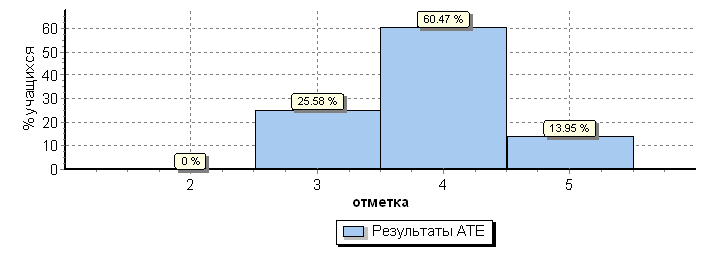 % учащихся
60
50
40
30
20
10
0
0 %
25.58 %
60.47 %
13.95 %
2 3 4 5
отметка
Результаты АТЕ